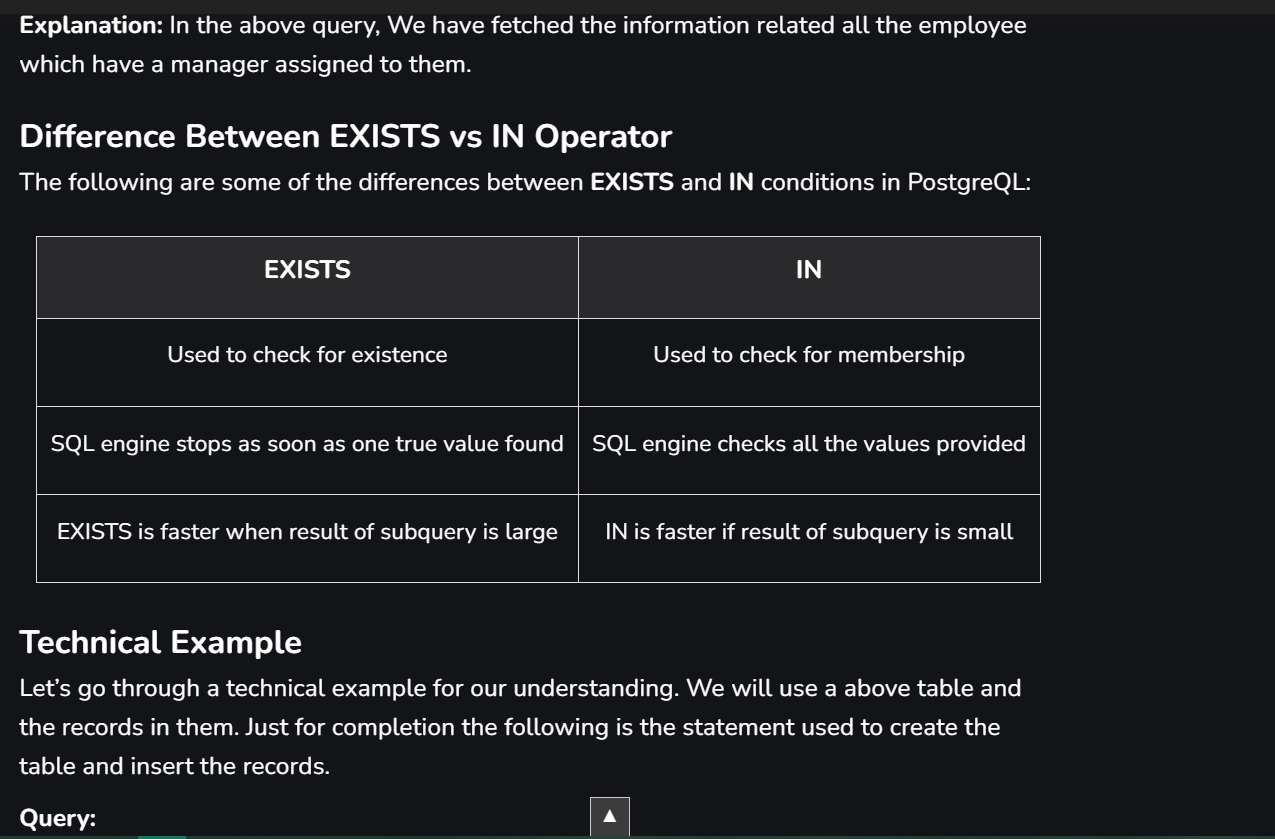 Explanation: In the above query, We have fetched the information related all the employee
which have a manager assigned to them.
Difference Between EXISTS vs IN Operator
The following are some of the differences between EXISTS and IN conditions in PostgreQL:
EXISTS
IN
Used to check for existence
Used to check for membership
SQL engine stops as soon as one true value found
SQL engine checks all the values provided
EXISTS is faster when result of subquery is large
IN is faster if result of subquery is small
Technical Example
Let’s go through a technical example for our understanding. We will use a above table and
the records in them. Just for completion the following is the statement used to create the
table and insert the records.
Query: